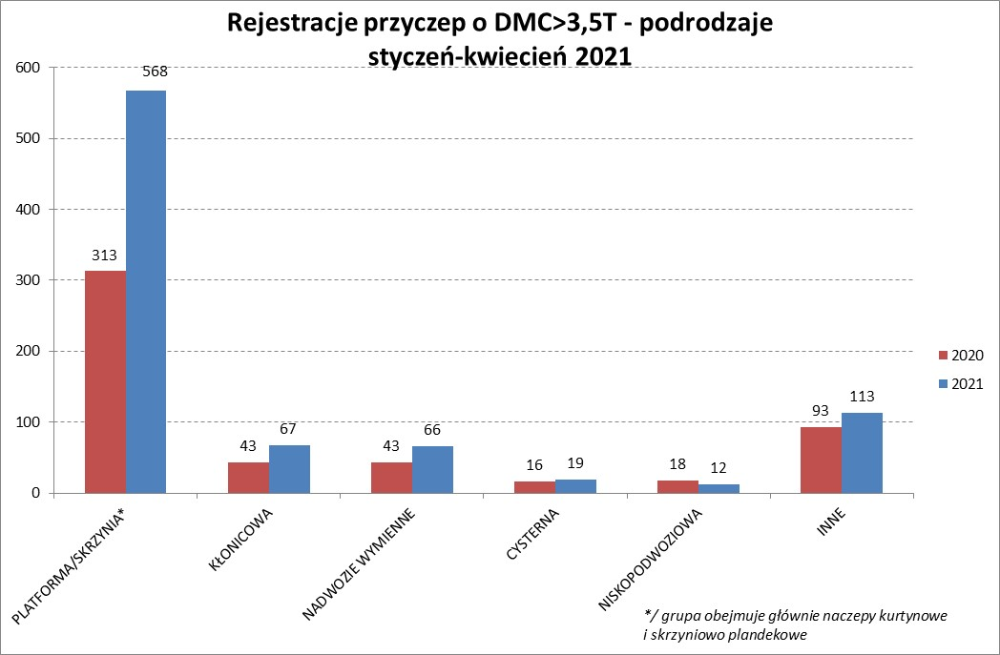 Rejestracje przyczep o DMC>3,5T - podrodzaje
styczeń-kwiecień 2021
600
500
400
300
200
100
0
313
568
43
67
43
66
16
19
18
12
93
113
PLATFORMA/SKRZYNIA*
KŁONICOWA
NADWOZIE WYMIENNE
CYSTERNA
NISKOPODWOZIOWA
INNE
2020
2021
*/ grupa obejmuje głównie naczepy kurtynowe
i skrzyniowo plandekowe